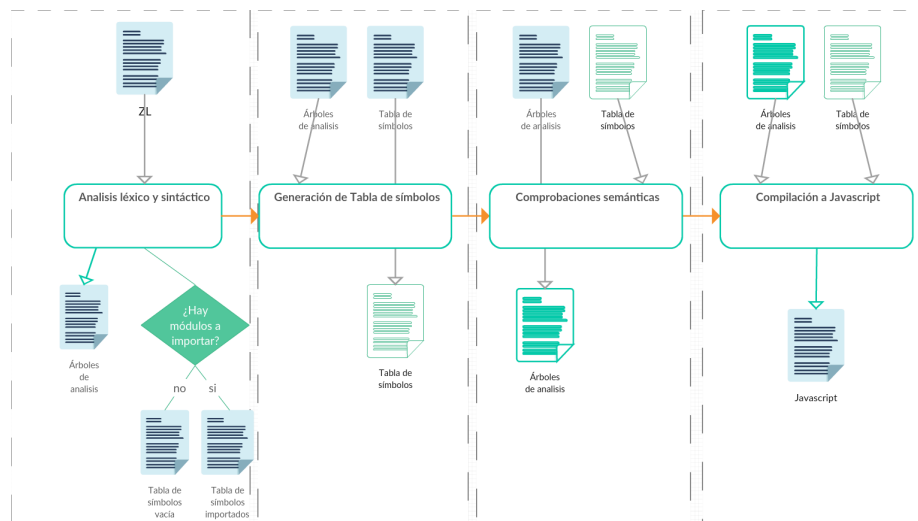 ZL
Árboles
de analisis
Tabla de
símbolos
Árboles
de analisis
Tabla de
símbolos
Árboles
de analisis
Tabla de
símbolos
Analisis léxico y sintáctico
Generación de Tabla de símbolos
Comprobaciones semánticas
Compilación a Javascript
¿Hay
módulos a
importar?
Árboles
de
analisis
no
si
Tabla de
símbolos
vacía
Tabla de
símbolos
importados
Tabla de
símbolos
Árboles
de analisis
Javascript